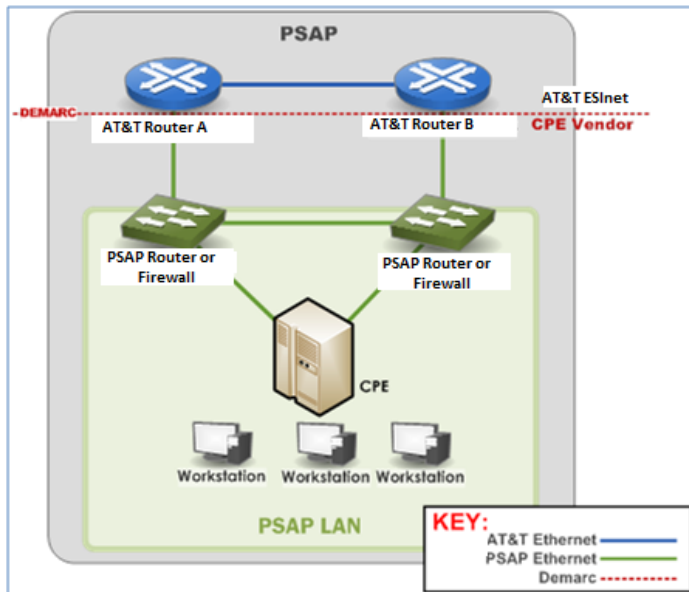 PSAP
AT&T ESInet
DEMARC
CPE Vendor
AT&T Router A
AT&T Router B
PSAP Router or
Firewall
PSAP Router or
Firewall
CPE
Workstation
Workstation
Workstation
PSAP LAN
KEY:
AT&T Ethernet
PSAP Ethernet
Demarc